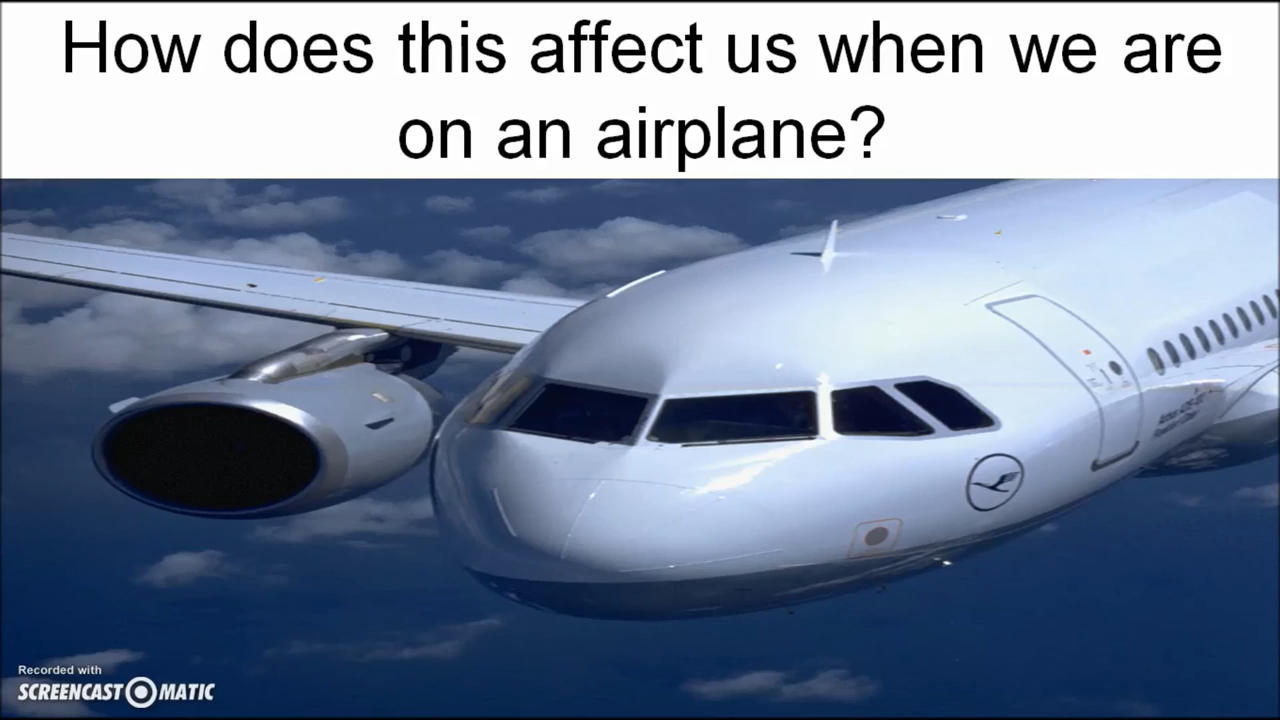 How does this affect us when we are
on an airplane?
Recorded with
SCREENCAST MATIC